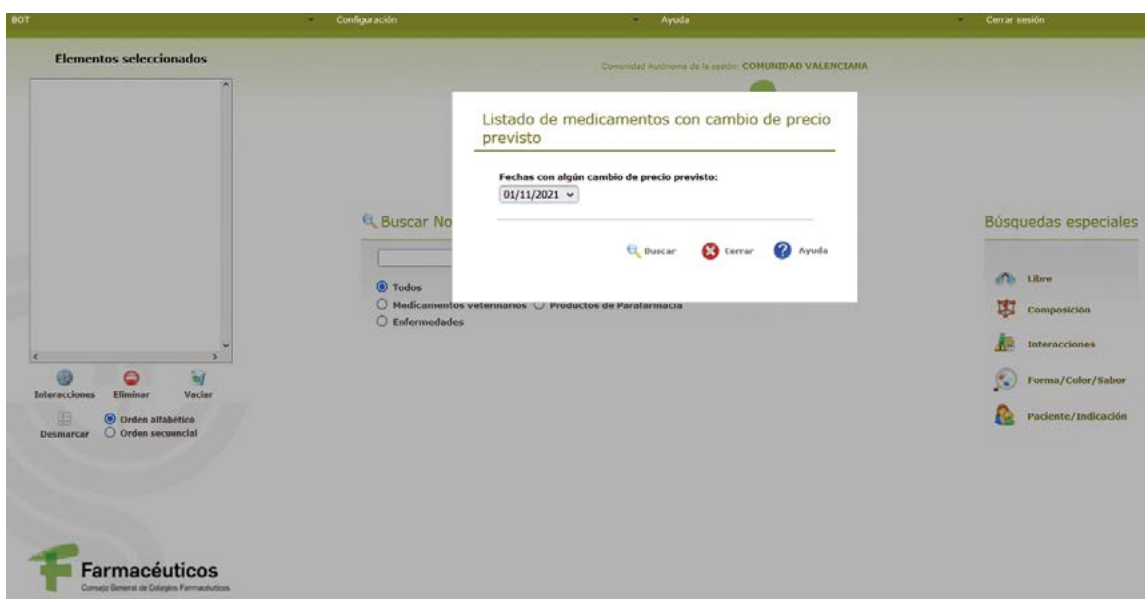 BOT
Configuración
Ayuda
Cerrar sesión
Elementos seleccionados
Comunidad Autónoma de la sesión: COMUNIDAD VALENCIANA
Listado de medicamentos con cambio de precio
previsto
Fechas con algún cambio de precio previsto:
01/11/2021
Buscar
Cerrar
Ayuda
Buscar No
Todos
Medicamentos Veterinarios
Productos de Parafarmacia
Enfermedades
Búsquedas especiales
Libre
Composición
Interacciones
Forma/Color/Sabor
Paciente/Indicación
Interacciones
Eliminar
Vaciar
Desmarcar
Orden alfabético
Orden secuencial
Farmacéuticos
Consejo General de Colegios Farmacéuticos